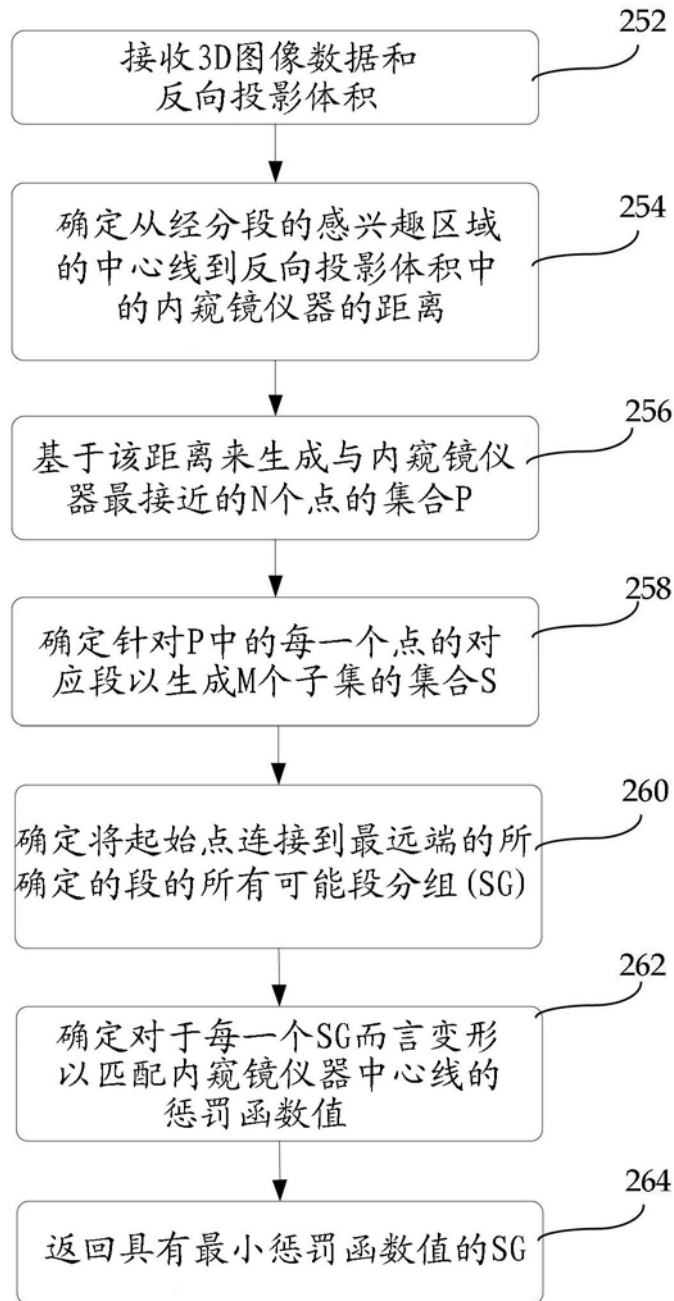 252
接收3D图像数据和
反向投影体积
254
确定从经分段的感兴趣区域
的中心线到反向投影体积中
的内窥镜仪器的距离
256
基于该距离来生成与内窥镜仪
器最接近的N个点的集合P
258
确定针对P中的每一个点的对
应段以生成M个子集的集合S
260
确定将起始点连接到最远端的所
确定的段的所有可能段分组(SG)
262
确定对于每一个SG而言变形
以匹配内窥镜仪器中心线的
惩罚函数值
264
返回具有最小惩罚函数值的SG